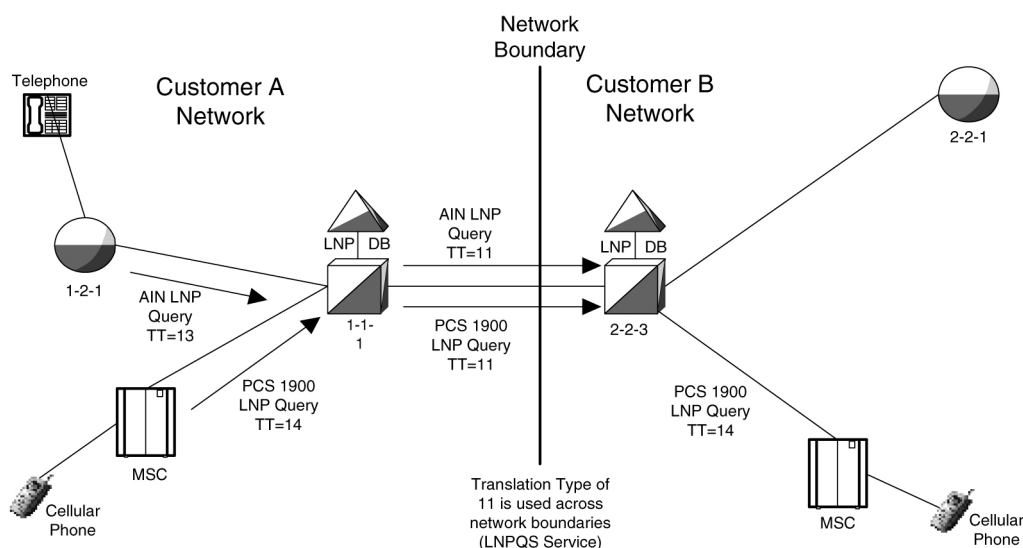 Network
Boundary
Customer A
Network
Customer B
Network
Telephone
2-2-1
AIN LNP
Query
TT=11
LNP DB
LNP DB
1-2-1
AIN LNP
Query
TT=13
1-1-
1
2-2-3
PCS 1900
LNP Query
TT=11
PCS 1900
LNP Query
TT=14
PCS 1900
LNP Query
TT=14
MSC
Cellular
Phone
Translation Type of
11 is used across
network boundaries
(LNPQS Service)
MSC
Cellular
Phone